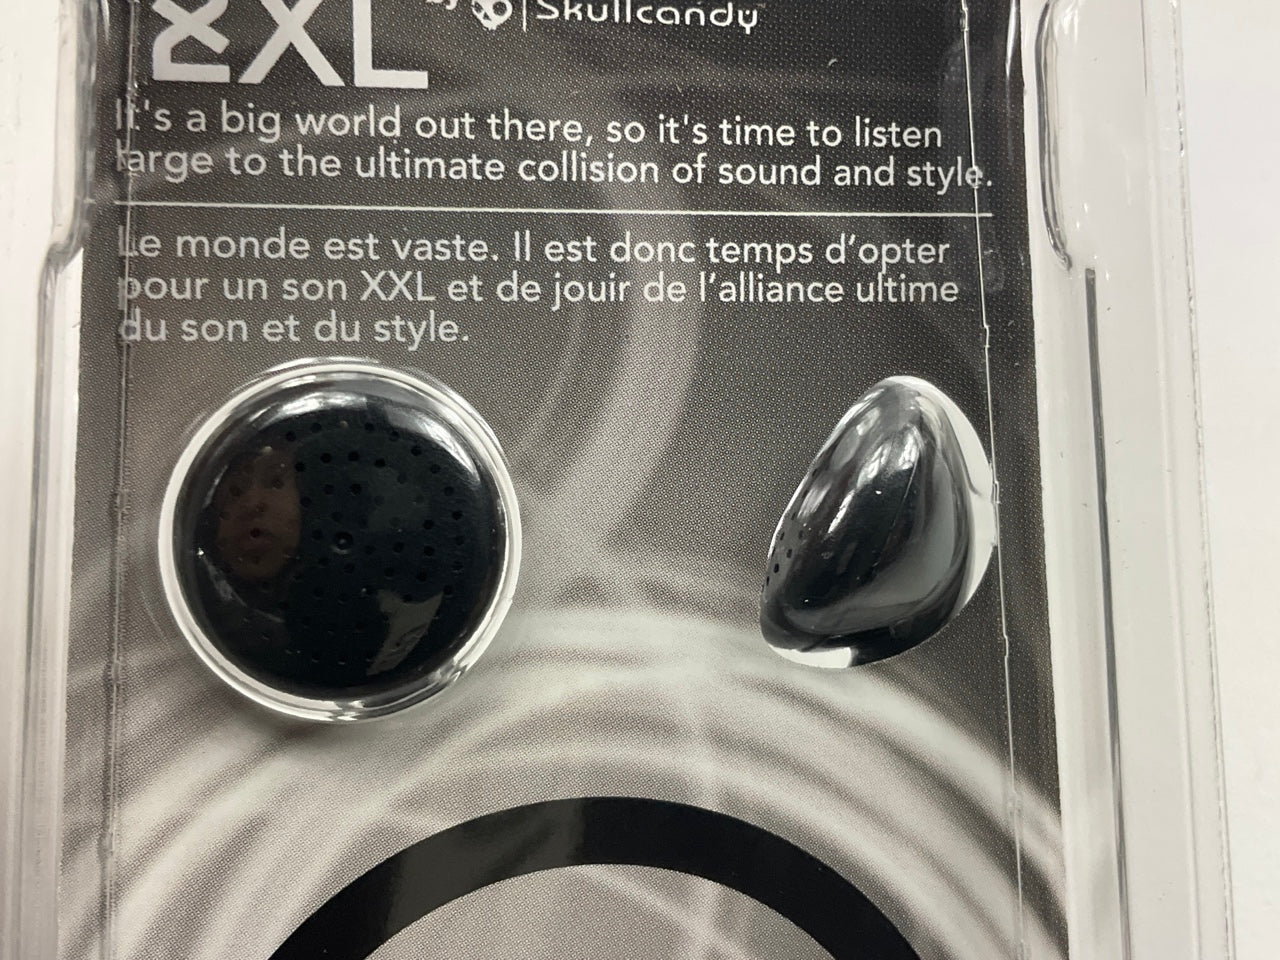 2XL by Skullcandy
It's a big world out there, so it's time to listen
large to the ultimate collision of sound and style.
Le monde est vaste. Il est donc temps d'opter
pour un son XXL et de jouir de l'alliance ultime
du son et du style.